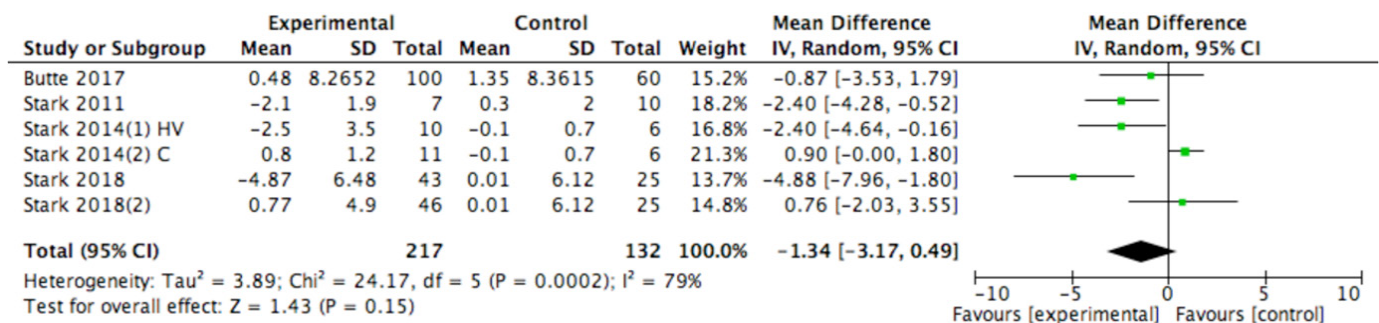 Experimental Control Mean Difference Mean Difference
Study or Subgroup Mean SD Total Mean SD Total Weight IV, Random, 95% CI IV, Random, 95% CI
Butte 2017 0.48 8.2652 100 1.35 8.3615 60 15.2% −0.87 [−3.53, 1.79]
Stark 2011 −2.1 1.9 7 0.3 2 10 18.2% −2.40 [−4.28, −0.52]
Stark 2014(1) HV −2.5 3.5 10 −0.1 0.7 6 16.8% −2.40 [−4.64, −0.16]
Stark 2014(2) C 0.8 1.2 11 −0.1 0.7 6 21.3% 0.90 [−0.00, 1.80]
Stark 2018 −4.87 6.48 43 0.01 6.12 25 13.7% −4.88 [−7.96, −1.80]
Stark 2018(2) 0.77 4.9 46 0.01 6.12 25 14.8% 0.76 [−2.03, 3.55]
Total (95% CI) 217 132 100.0% −1.34 [−3.17, 0.49]
Heterogeneity: Tau² = 3.89; Chi² = 24.17, df = 5 (P = 0.0002); I² = 79%
Test for overall effect: Z = 1.43 (P = 0.15)
−10 −5 0 5 10
Favours [experimental] Favours [control]